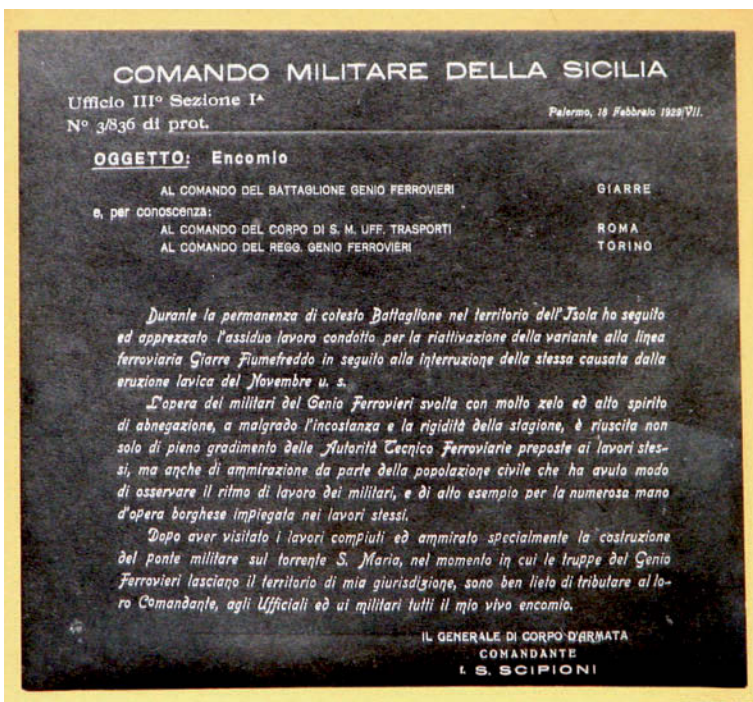 COMANDO MILITARE DELLA SICILIA
Ufficio IIIº Sezione Iᴬ
Palermo, 16 Febbraio 1929/VII.
Nº 3/836 di prot.
OGGETTO: Encomio
AL COMANDO DEL BATTAGLIONE GENIO FERROVIERI GIARRE
e, per conoscenza:
AL COMANDO DEL CORPO DI S. M. UFF. TRASPORTI ROMA
AL COMANDO DEL REGG. GENIO FERROVIERI TORINO
Durante la permanenza di cotesto Battaglione nel territorio dell'Isola ho seguito
ed apprezzato l'assiduo lavoro condotto per la riattivazione della variante alla linea
ferroviaria Giarre Fiumefreddo in seguito alla interruzione della stessa causata dalla
eruzione lavica del Novembre u. s.
L'opera dei militari del Genio Ferrovieri svolta con molto zelo ed alto spirito
di abnegazione, a malgrado l'incostanza e la rigidità della stagione, è riuscita non
solo di pieno gradimento delle Autorità Tecnico Ferroviarie preposte ai lavori stes-
si, ma anche di ammirazione da parte della popolazione civile che ha avuto modo
di osservare il ritmo di lavoro dei militari, e di alto esempio per la numerosa mano
d'opera borghese impiegata nei lavori stessi.
Dopo aver visitato i lavori compiuti ed ammirato specialmente la costruzione
del ponte militare sul torrente S. Maria, nel momento in cui le truppe del Genio
Ferrovieri lasciano il territorio di mia giurisdizione, sono ben lieto di tributare al lo-
ro Comandante, agli Ufficiali ed ui militari tutti il mio vivo encomio.
IL GENERALE DI CORPO D'ARMATA
COMANDANTE
S. SCIPIONI